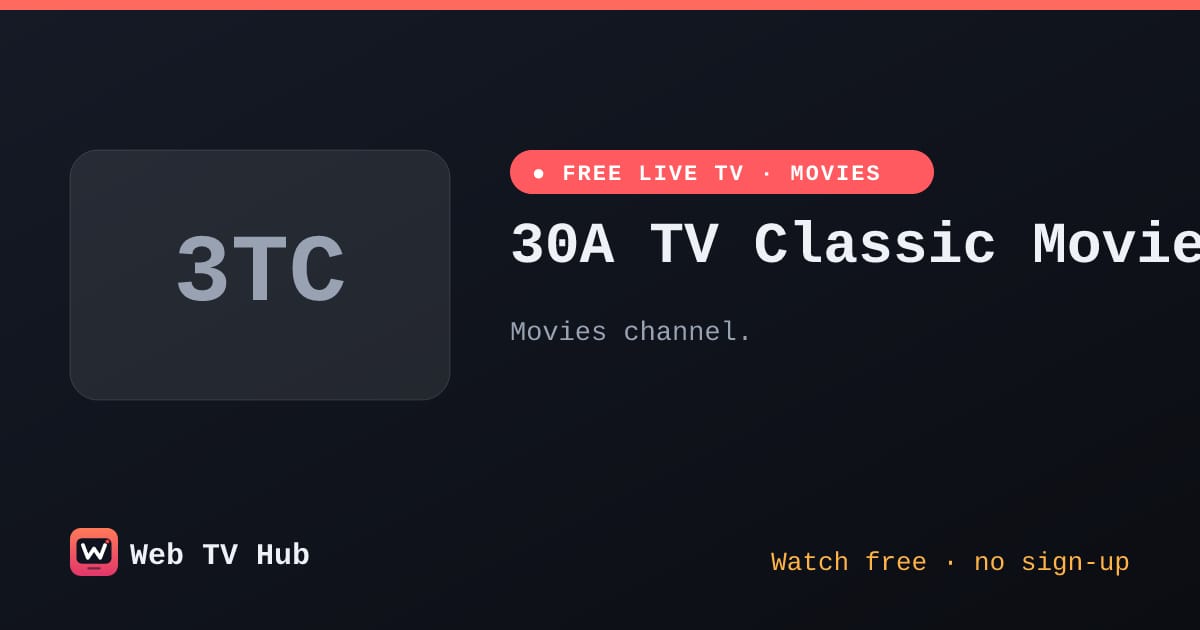 3TC
● FREE LIVE TV · MOVIES
30A TV Classic Movie
Movies channel.
Web TV Hub
Watch free · no sign-up